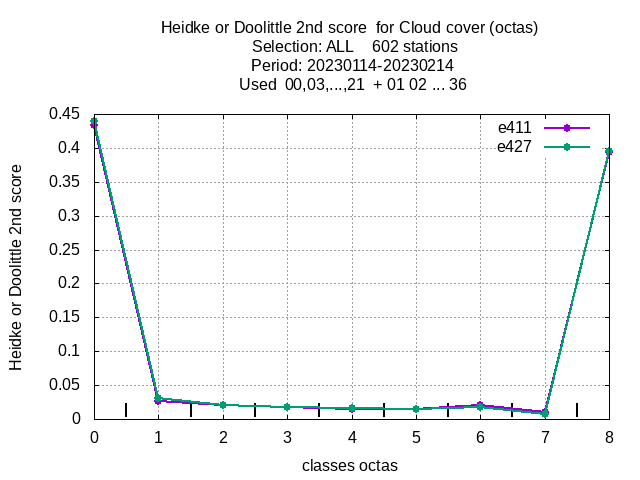 Heidke or Doolittle 2nd score  for Cloud cover (octas)
Selection: ALL    602 stations
Period: 20230114-20230214
Used  00,03,...,21  + 01 02 ... 36
e411
e427
0.45
0.4
0.35
0.3
0.25
0.2
0.15
0.1
0.05
0
Heidke or Doolittle 2nd score
0 1 2 3 4 5 6 7 8
classes octas